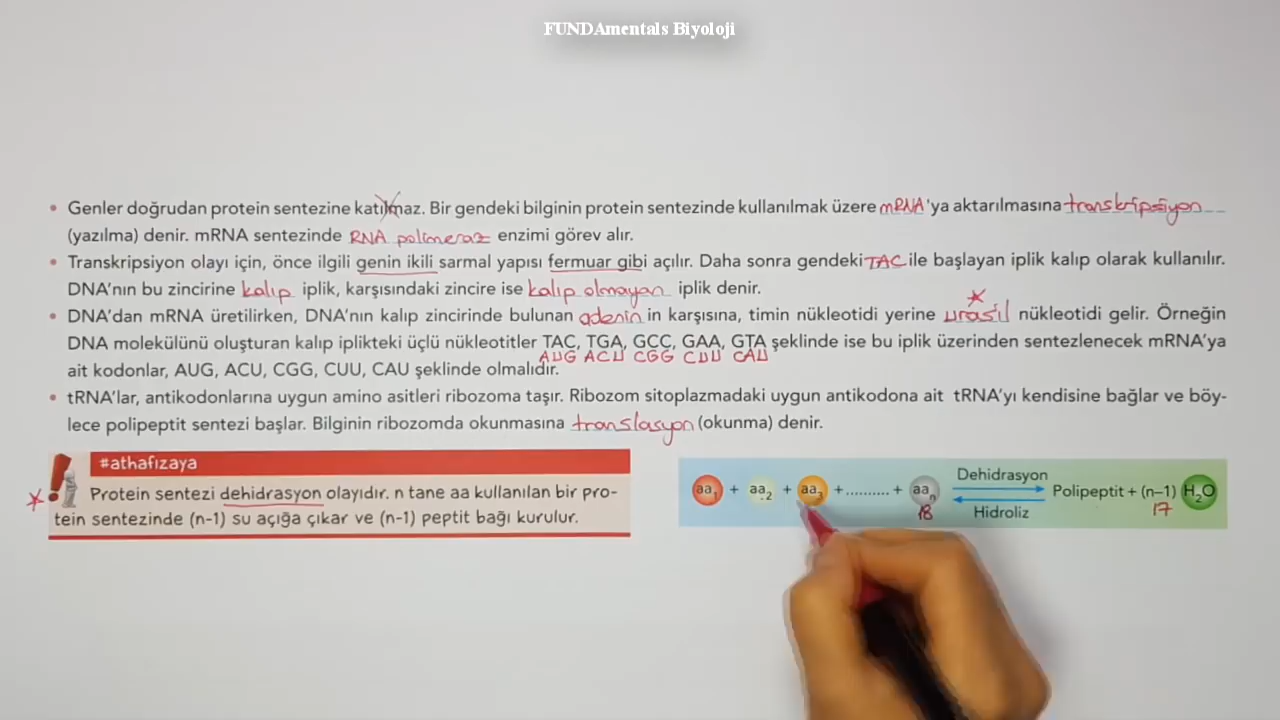 FUNDAmentals Biyoloji
• Genler doğrudan protein sentezine katılmaz. Bir gendeki bilginin protein sentezinde kullanılmak üzere mRNA'ya aktarılmasına transkripsiyon
(yazılma) denir. mRNA sentezinde RNA polimeraz enzimi görev alır.
• Transkripsiyon olayı için, önce ilgili genin ikili sarmal yapısı fermuar gibi açılır. Daha sonra gendeki TAC ile başlayan iplik kalıp olarak kullanılır.
DNA'nın bu zincirine kalıp iplik, karşısındaki zincire ise kalıp olmayan iplik denir.
• DNA'dan mRNA üretilirken, DNA'nın kalıp zincirinde bulunan adenin in karşısına, timin nükleotidi yerine urasil nükleotidi gelir. Örneğin
DNA molekülünü oluşturan kalıp iplikteki üçlü nükleotitler TAC, TGA, GCC, GAA, GTA şeklinde ise bu iplik üzerinden sentezlenecek mRNA'ya
AUG ACU CGG CUU CAU
ait kodonlar, AUG, ACU, CGG, CUU, CAU şeklinde olmalıdır.
• tRNA'lar, antikodonlarına uygun amino asitleri ribozoma taşır. Ribozom sitoplazmadaki uygun antikodona ait tRNA'yı kendisine bağlar ve böy-
lece polipeptit sentezi başlar. Bilginin ribozomda okunmasına translasyon (okunma) denir.
#athafızaya
Protein sentezi dehidrasyon olayıdır. n tane aa kullanılan bir pro-
tein sentezinde (n-1) su açığa çıkar ve (n-1) peptit bağı kurulur.
Dehidrasyon
aa1 + aa2 + aa3 + .......... + aan Polipeptit + (n–1) H2O
Hidroliz
18 17